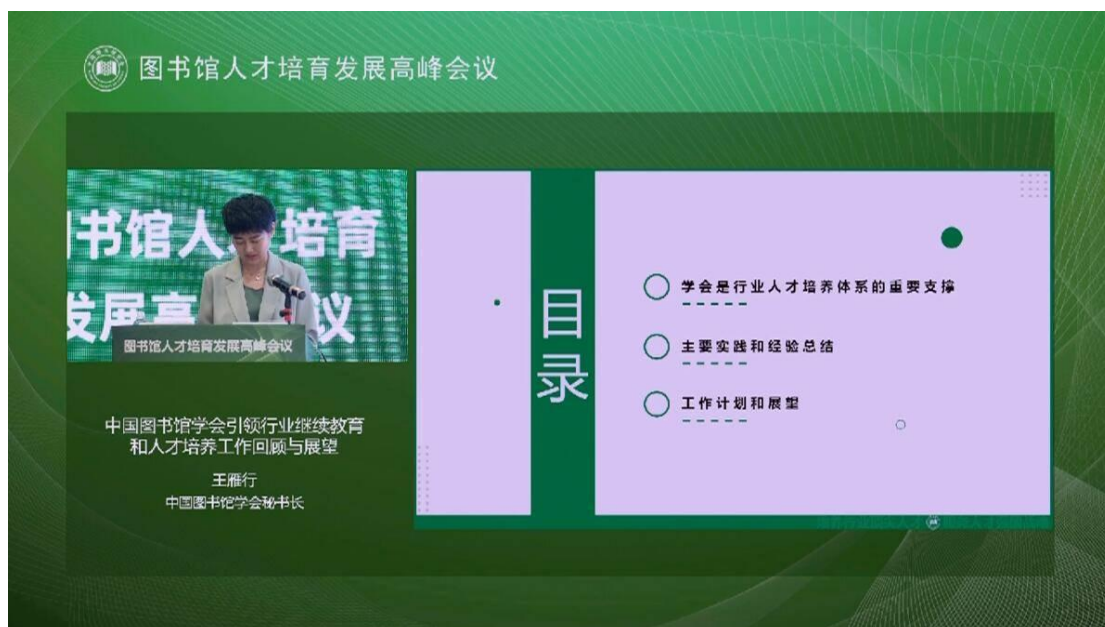 图书馆人才培育发展高峰会议
书馆人 培育
发展高 议
图书馆人才培育发展高峰会议
中国图书馆学会引领行业继续教育
和人才培养工作回顾与展望
王雁行
中国图书馆学会秘书长
目录
学会是行业人才培养体系的重要支撑
主要实践和经验总结
工作计划和展望